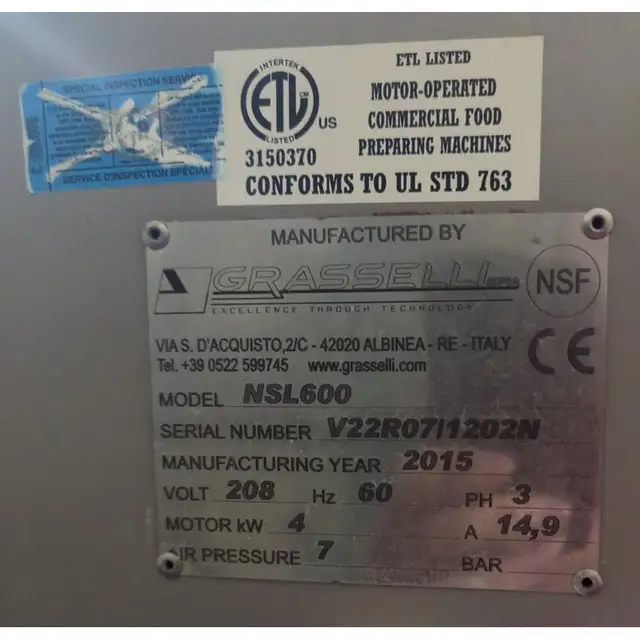 SPECIAL INSPECTION SERVICE
SERVICE D'INSPECTION SPECIAL
INTERTEK
ETL CM
LISTED
US
3150370
ETL LISTED
MOTOR-OPERATED
COMMERCIAL FOOD
PREPARING MACHINES
CONFORMS TO UL STD 763
MANUFACTURED BY
GRASSELLI
EXCELLENCE THROUGH TECHNOLOGY
NSF
VIA S. D'ACQUISTO,2/C - 42020 ALBINEA - RE - ITALY
Tel. +39 0522 599745 www.grasselli.com
CE
MODEL NSL600
SERIAL NUMBER V22R07/1202N
MANUFACTURING YEAR 2015
VOLT 208 Hz 60 PH 3
MOTOR kW 4 A 14,9
AIR PRESSURE 7 BAR